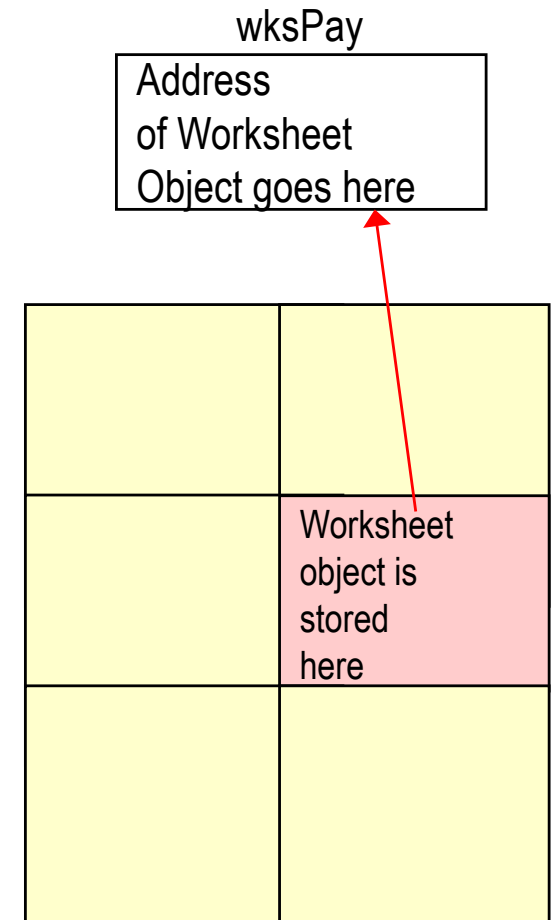 wksPay
Address
of Worksheet
Object goes here
Worksheet
object is
stored
here